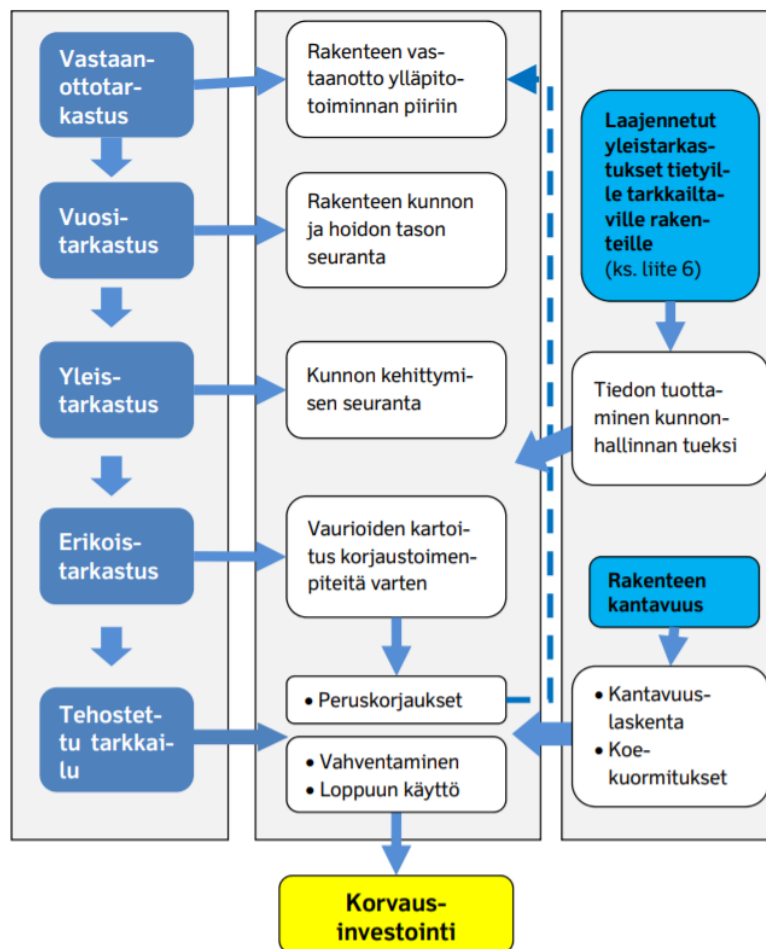 Vastaan-
ottotar-
kastus
Vuosi-
tarkastus
Yleis-
tarkastus
Erikois-
tarkastus
Tehostet-
tu tarkkai-
lu
Rakenteen vas-
taanotto ylläpito-
toiminnan piiriin
Rakenteen kunnon
ja hoidon tason
seuranta
Kunnon kehittymi-
sen seuranta
Vaurioiden kartoi-
tus korjaustoimen-
piteitä varten
• Peruskorjaukset
• Vahventaminen
• Loppuun käyttö
Korvaus-
investointi
Laajennetut
yleistarkas-
tukset tietyil-
le tarkkailta-
ville raken-
teille
(ks. liite 6)
Tiedon tuotta-
minen kunnon-
hallinnan tueksi
Rakenteen
kantavuus
• Kantavuus-
laskenta
• Koe-
kuormitukset